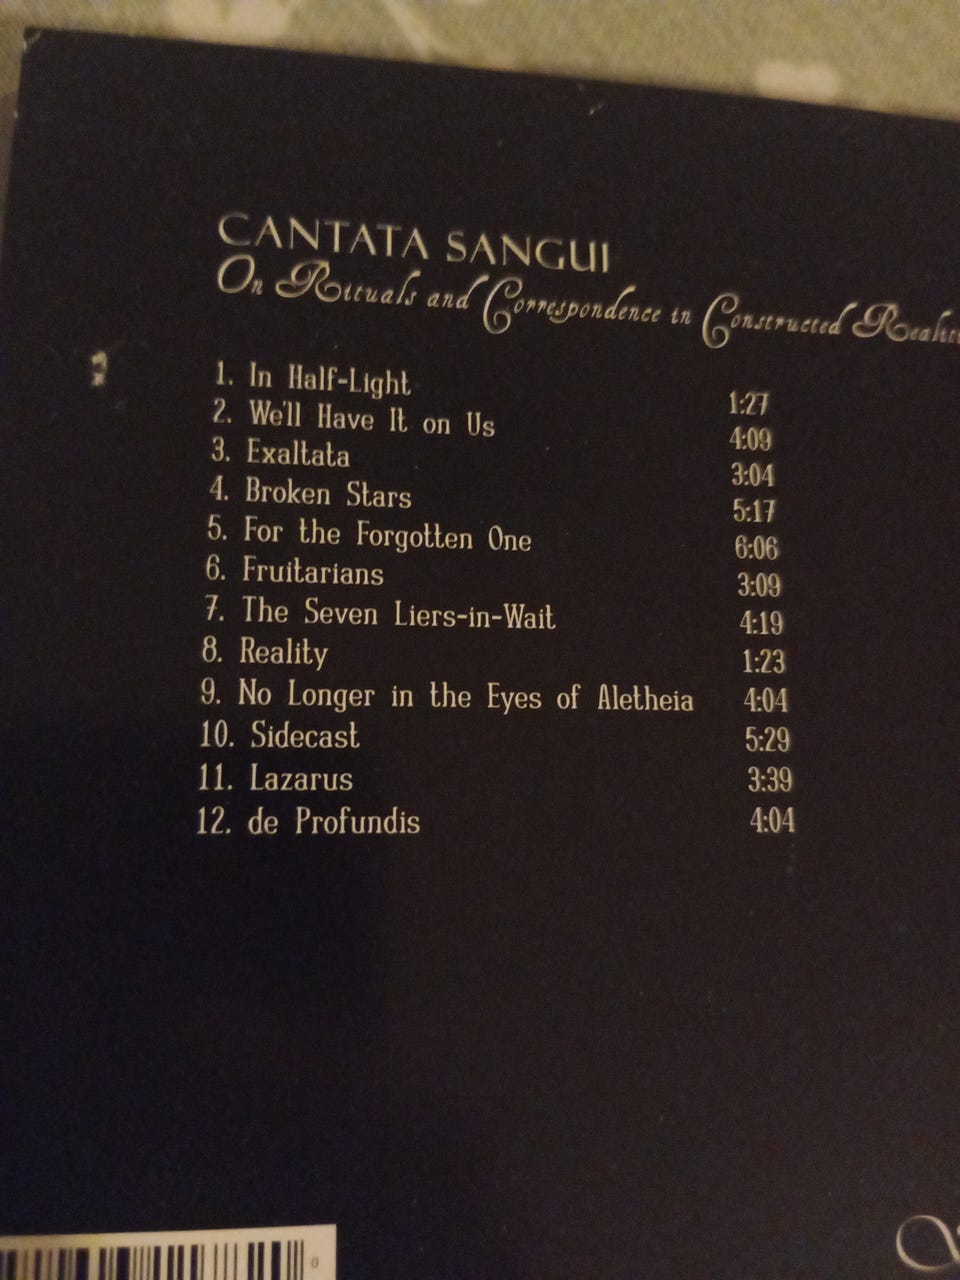 CANTATA SANGUI
On Rituals and Correspondence in Constructed
1. In Half-Light 1:27
2. We'll Have It on Us 4:09
3. Exaltata 3:04
4. Broken Stars 5:17
5. For the Forgotten One 6:06
6. Fruitarians 3:09
7. The Seven Liers-in-Wait 4:19
8. Reality 1:23
9. No Longer in the Eyes of Aletheia 4:04
10. Sidecast 5:29
11. Lazarus 3:39
12. de Profundis 4:04
0